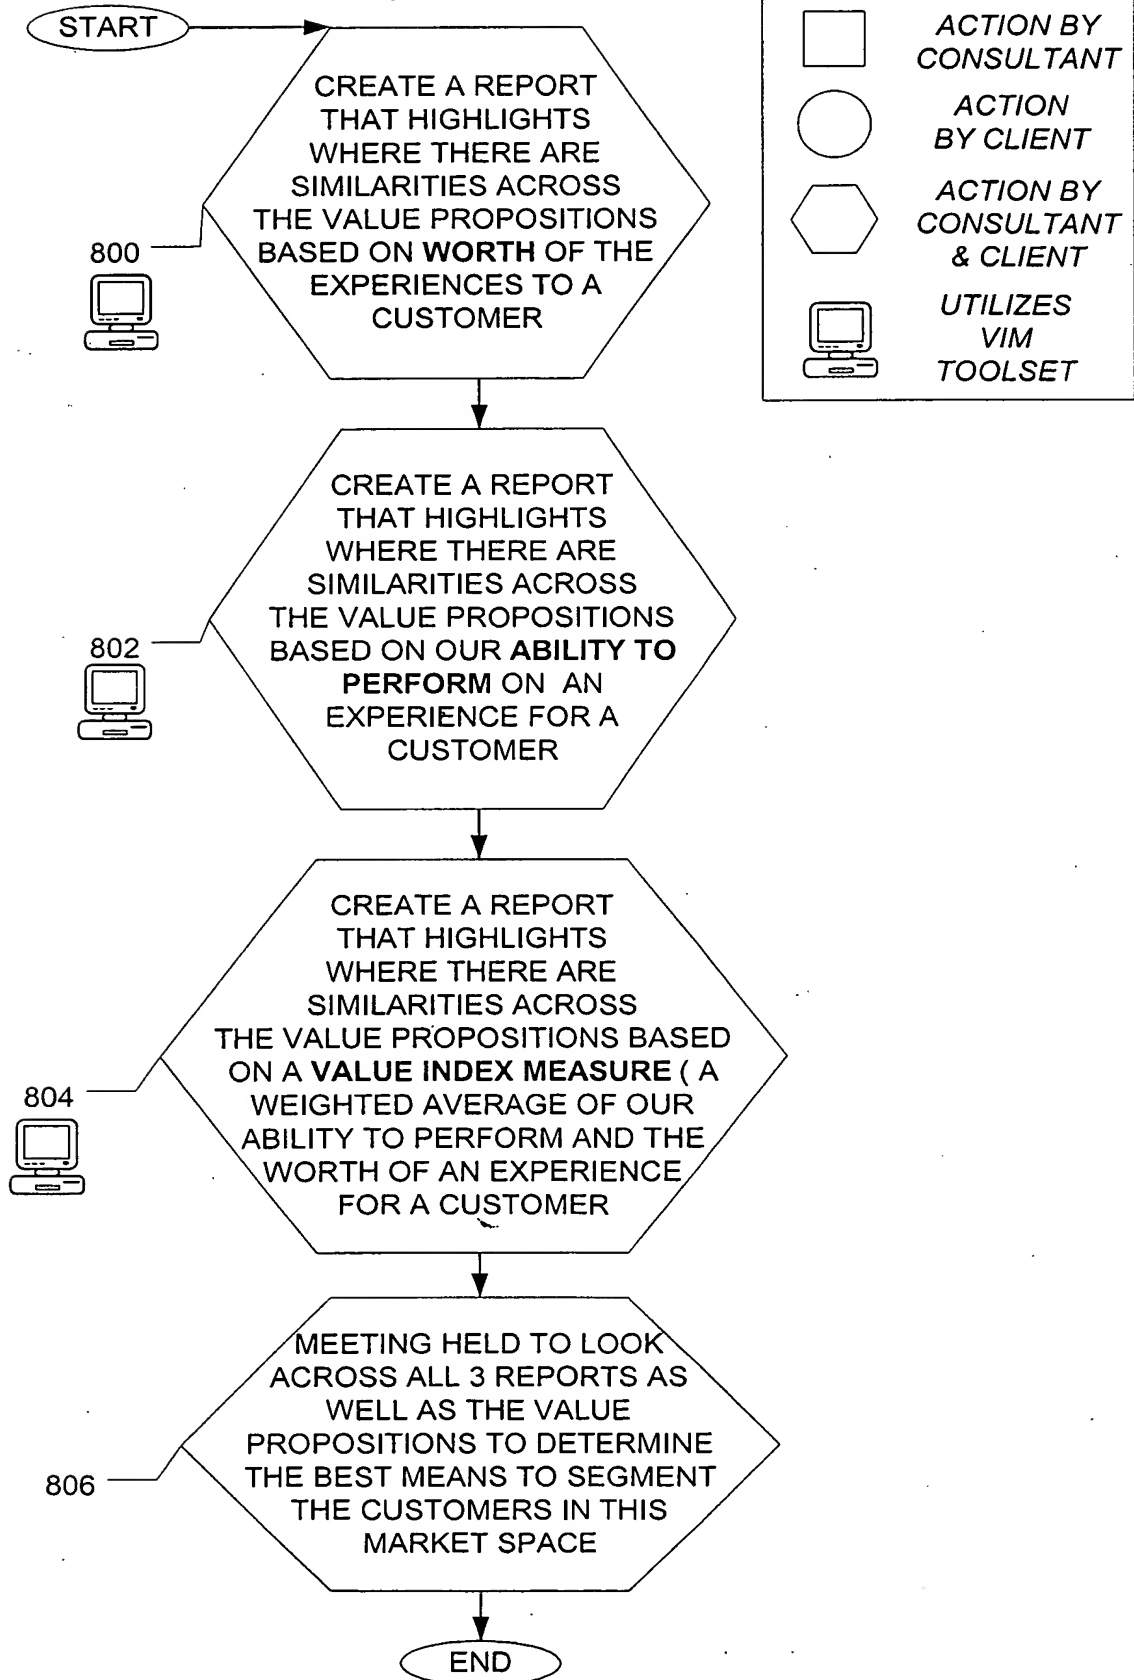 START
CREATE A REPORT
THAT HIGHLIGHTS
WHERE THERE ARE
SIMILARITIES ACROSS
THE VALUE PROPOSITIONS
BASED ON WORTH OF THE
EXPERIENCES TO A
CUSTOMER
800
ACTION BY
CONSULTANT
ACTION
BY CLIENT
ACTION BY
CONSULTANT
& CLIENT
UTILIZES
VIM
TOOLSET
CREATE A REPORT
THAT HIGHLIGHTS
WHERE THERE ARE
SIMILARITIES ACROSS
THE VALUE PROPOSITIONS
BASED ON OUR ABILITY TO
PERFORM ON AN
EXPERIENCE FOR A
CUSTOMER
802
CREATE A REPORT
THAT HIGHLIGHTS
WHERE THERE ARE
SIMILARITIES ACROSS
THE VALUE PROPOSITIONS BASED
ON A VALUE INDEX MEASURE ( A
WEIGHTED AVERAGE OF OUR
ABILITY TO PERFORM AND THE
WORTH OF AN EXPERIENCE
FOR A CUSTOMER
804
MEETING HELD TO LOOK
ACROSS ALL 3 REPORTS AS
WELL AS THE VALUE
PROPOSITIONS TO DETERMINE
THE BEST MEANS TO SEGMENT
THE CUSTOMERS IN THIS
MARKET SPACE
806
END